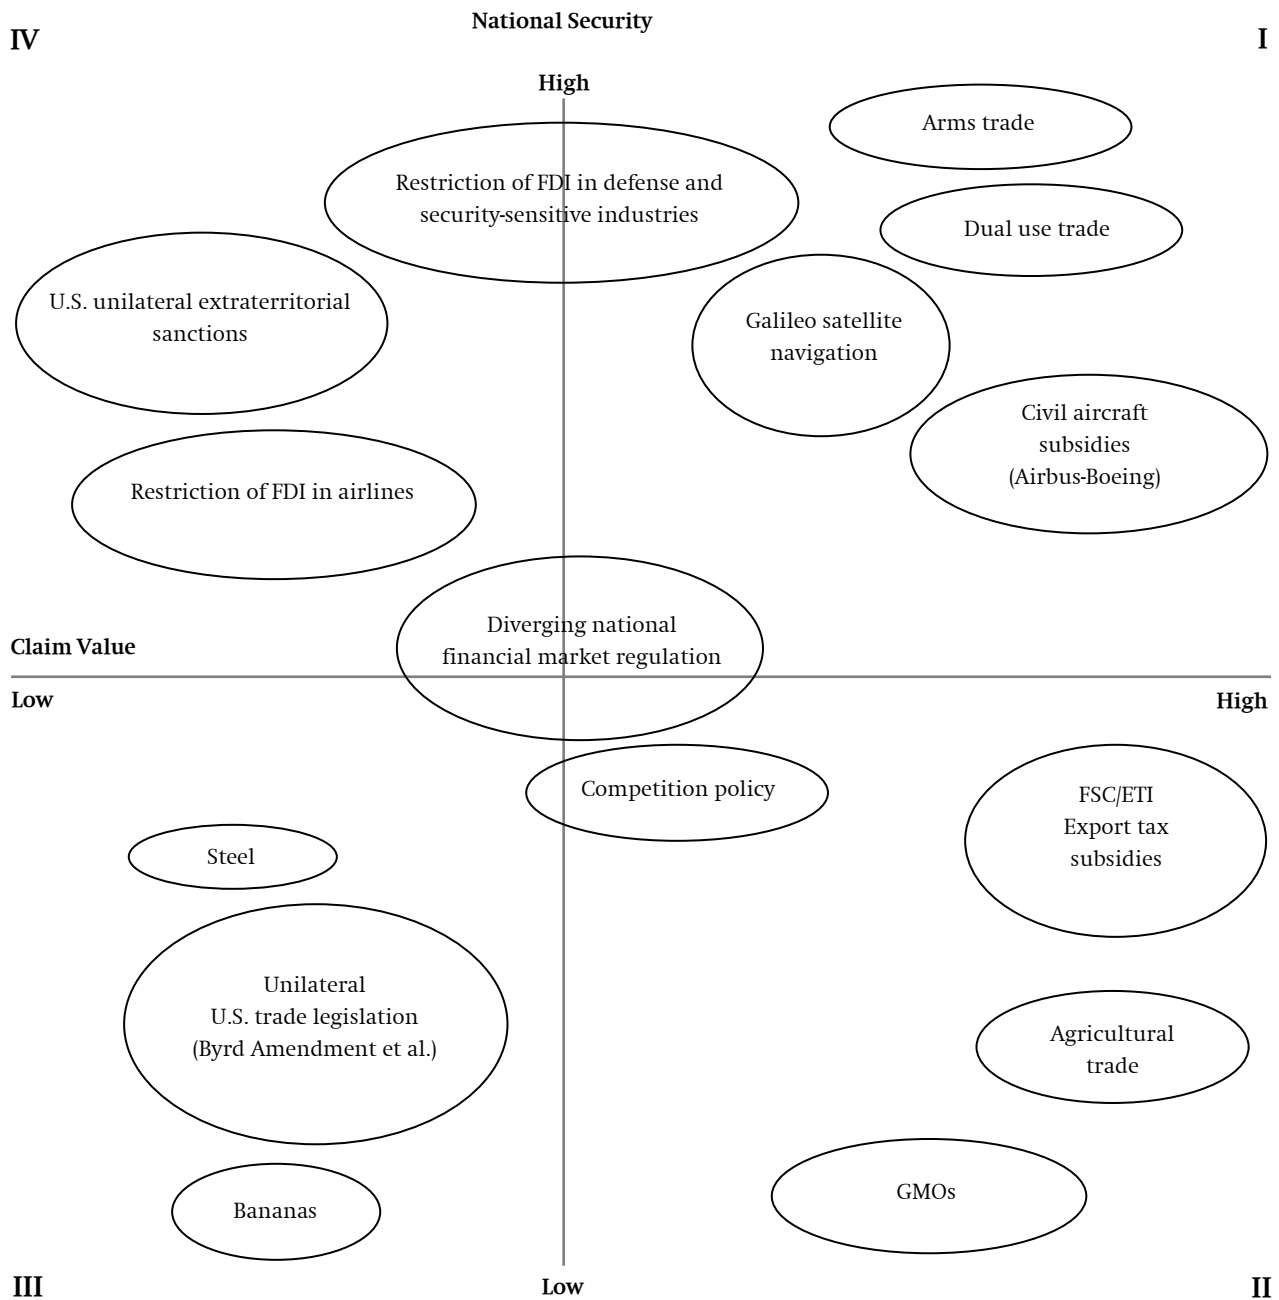 National Security
IV
I
High
Arms trade
Restriction of FDI in defense and
security-sensitive industries
Dual use trade
U.S. unilateral extraterritorial
sanctions
Galileo satellite
navigation
Civil aircraft
subsidies
(Airbus-Boeing)
Restriction of FDI in airlines
Diverging national
financial market regulation
Claim Value
Low
High
Competition policy
FSC/ETI
Export tax
subsidies
Steel
Unilateral
U.S. trade legislation
(Byrd Amendment et al.)
Agricultural
trade
GMOs
Bananas
III
Low
II